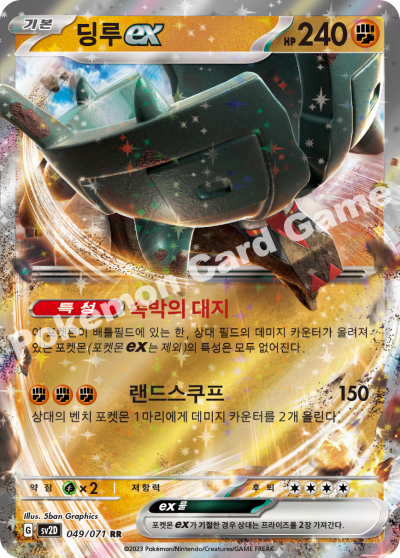 기본 딩루ex HP 240
특성 속박의 대지
이 포켓몬이 배틀필드에 있는 한, 상대 필드의 데미지 카운터가 올려져
있는 포켓몬(포켓몬 ex는 제외)의 특성은 모두 없어진다.
랜드스쿠프 150
상대의 벤치 포켓몬 1마리에게 데미지 카운터를 2개 올린다.
약점 ×2 저항력 후퇴
Illus. 5ban Graphics
G SV2D 049/071 RR
ex 룰
포켓몬 ex가 기절한 경우 상대는 프라이즈를 2장 가져간다.
©2023 Pokémon/Nintendo/Creatures/GAME FREAK.
Pokémon Card Game